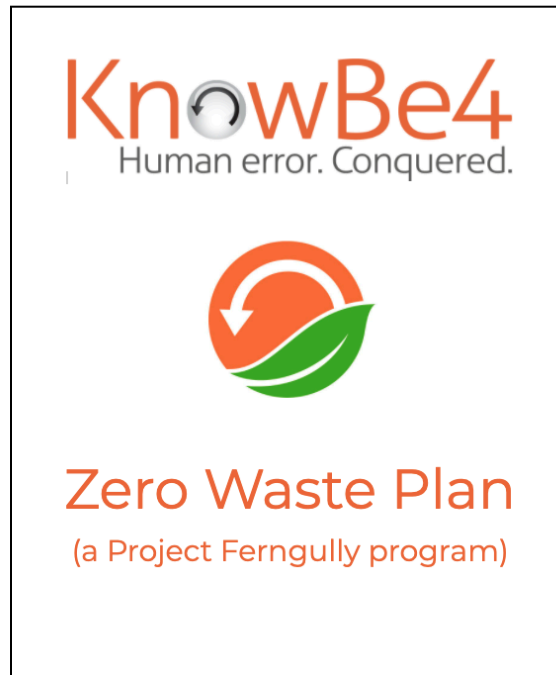 KnowBe4
Human error. Conquered.
Zero Waste Plan
(a Project Ferngully program)